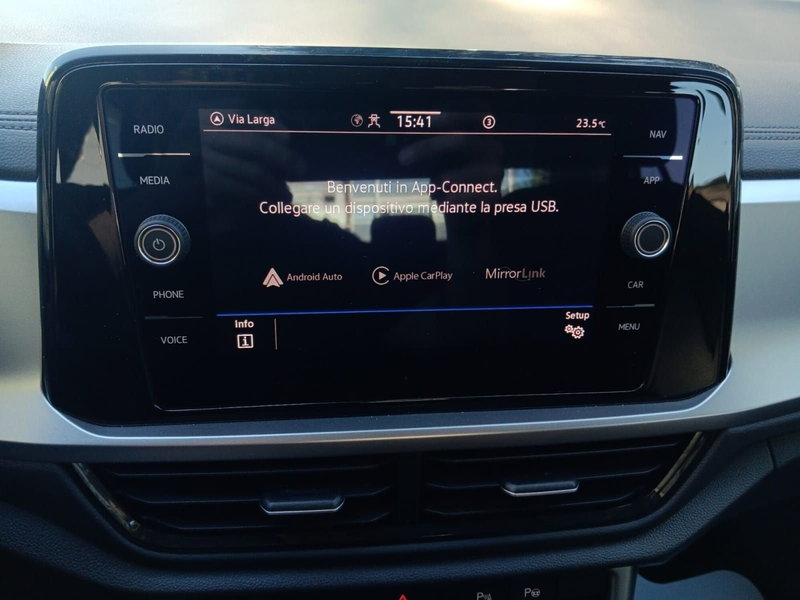 RADIO
MEDIA
PHONE
VOICE
Via Larga 15:41 3 23.5°C
Benvenuti in App-Connect.
Collegare un dispositivo mediante la presa USB.
Android Auto Apple CarPlay MirrorLink
Info Setup
i
NAV
APP
CAR
MENU